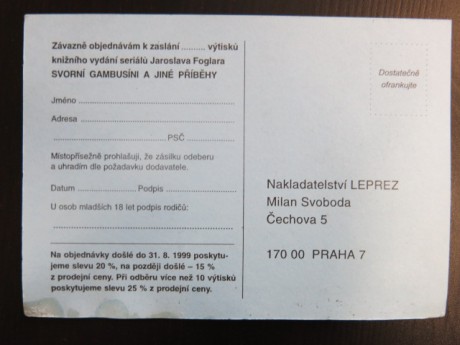 Závazně objednávám k zaslání .......... výtisků
knižního vydání seriálů Jaroslava Foglara
SVORNÍ GAMBUSÍNI A JINÉ PŘÍBĚHY
Jméno ..........
Adresa ..........
.......... PSČ ..........
Místopřísežně prohlašuji, že zásilku odeberu
a uhradím dle požadavku dodavatele.
Datum .......... Podpis ..........
U osob mladších 18 let podpis rodičů:
..........
Na objednávky došlé do 31. 8. 1999 poskytu-
jeme slevu 20 %, na později došlé – 15 %
z prodejní ceny. Při odběru více než 10 výtisků
poskytujeme slevu 25 % z prodejní ceny.
Dostatečně
ofrankujte
Nakladatelství LEPREZ
Milan Svoboda
Čechova 5
170 00 PRAHA 7